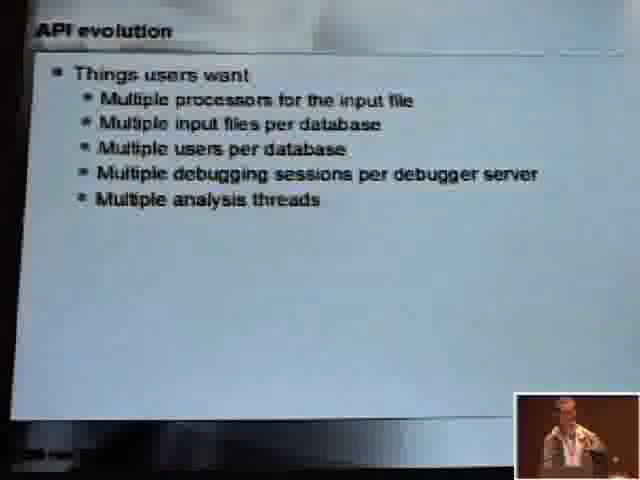 API evolution
Things users want
Multiple processors for the input file
Multiple input files per database
Multiple users per database
Multiple debugging sessions per debugger server
Multiple analysis threads